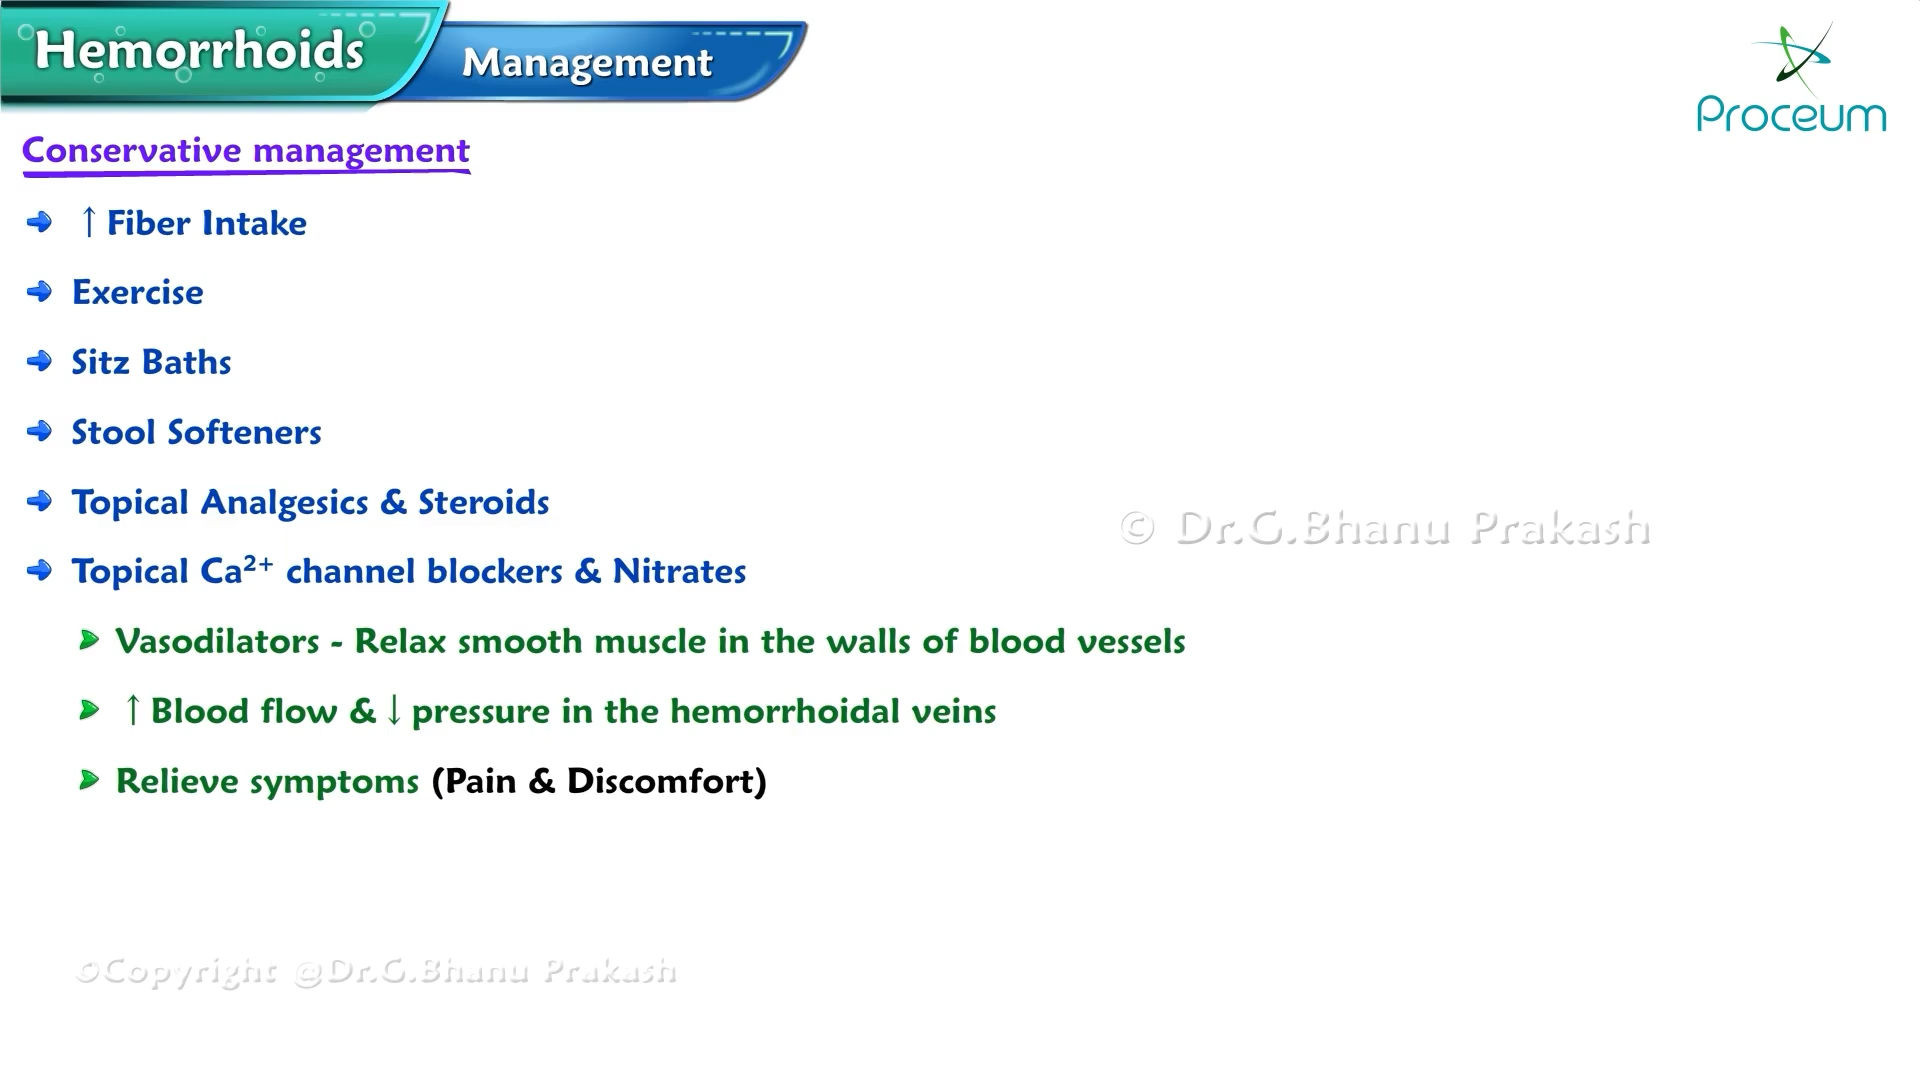 Hemorrhoids
Management
Proceum
Conservative management
↑ Fiber Intake
Exercise
Sitz Baths
Stool Softeners
Topical Analgesics & Steroids
© Dr.G.Bhanu Prakash
Topical Ca²⁺ channel blockers & Nitrates
Vasodilators - Relax smooth muscle in the walls of blood vessels
↑ Blood flow & ↓ pressure in the hemorrhoidal veins
Relieve symptoms (Pain & Discomfort)
©Copyright @Dr.G.Bhanu Prakash